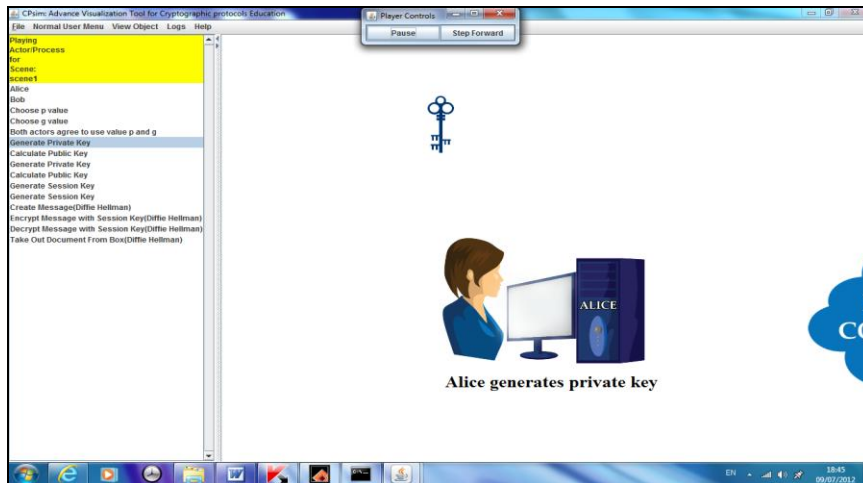 CPsim: Advance Visualization Tool for Cryptographic protocols Education
Player Controls
File Normal User Menu View Object Logs Help
Pause Step Forward
Playing
Actor/Process
for
Scene:
scene1
Alice
Bob
Choose p value
Choose g value
Both actors agree to use value p and g
Generate Private Key
Calculate Public Key
Generate Private Key
Calculate Public Key
Generate Session Key
Generate Session Key
Create Message(Diffie Hellman)
Encrypt Message with Session Key(Diffie Hellman)
Decrypt Message with Session Key(Diffie Hellman)
Take Out Document From Box(Diffie Hellman)
ALICE
CO
Alice generates private key
EN
18:45
09/07/2012